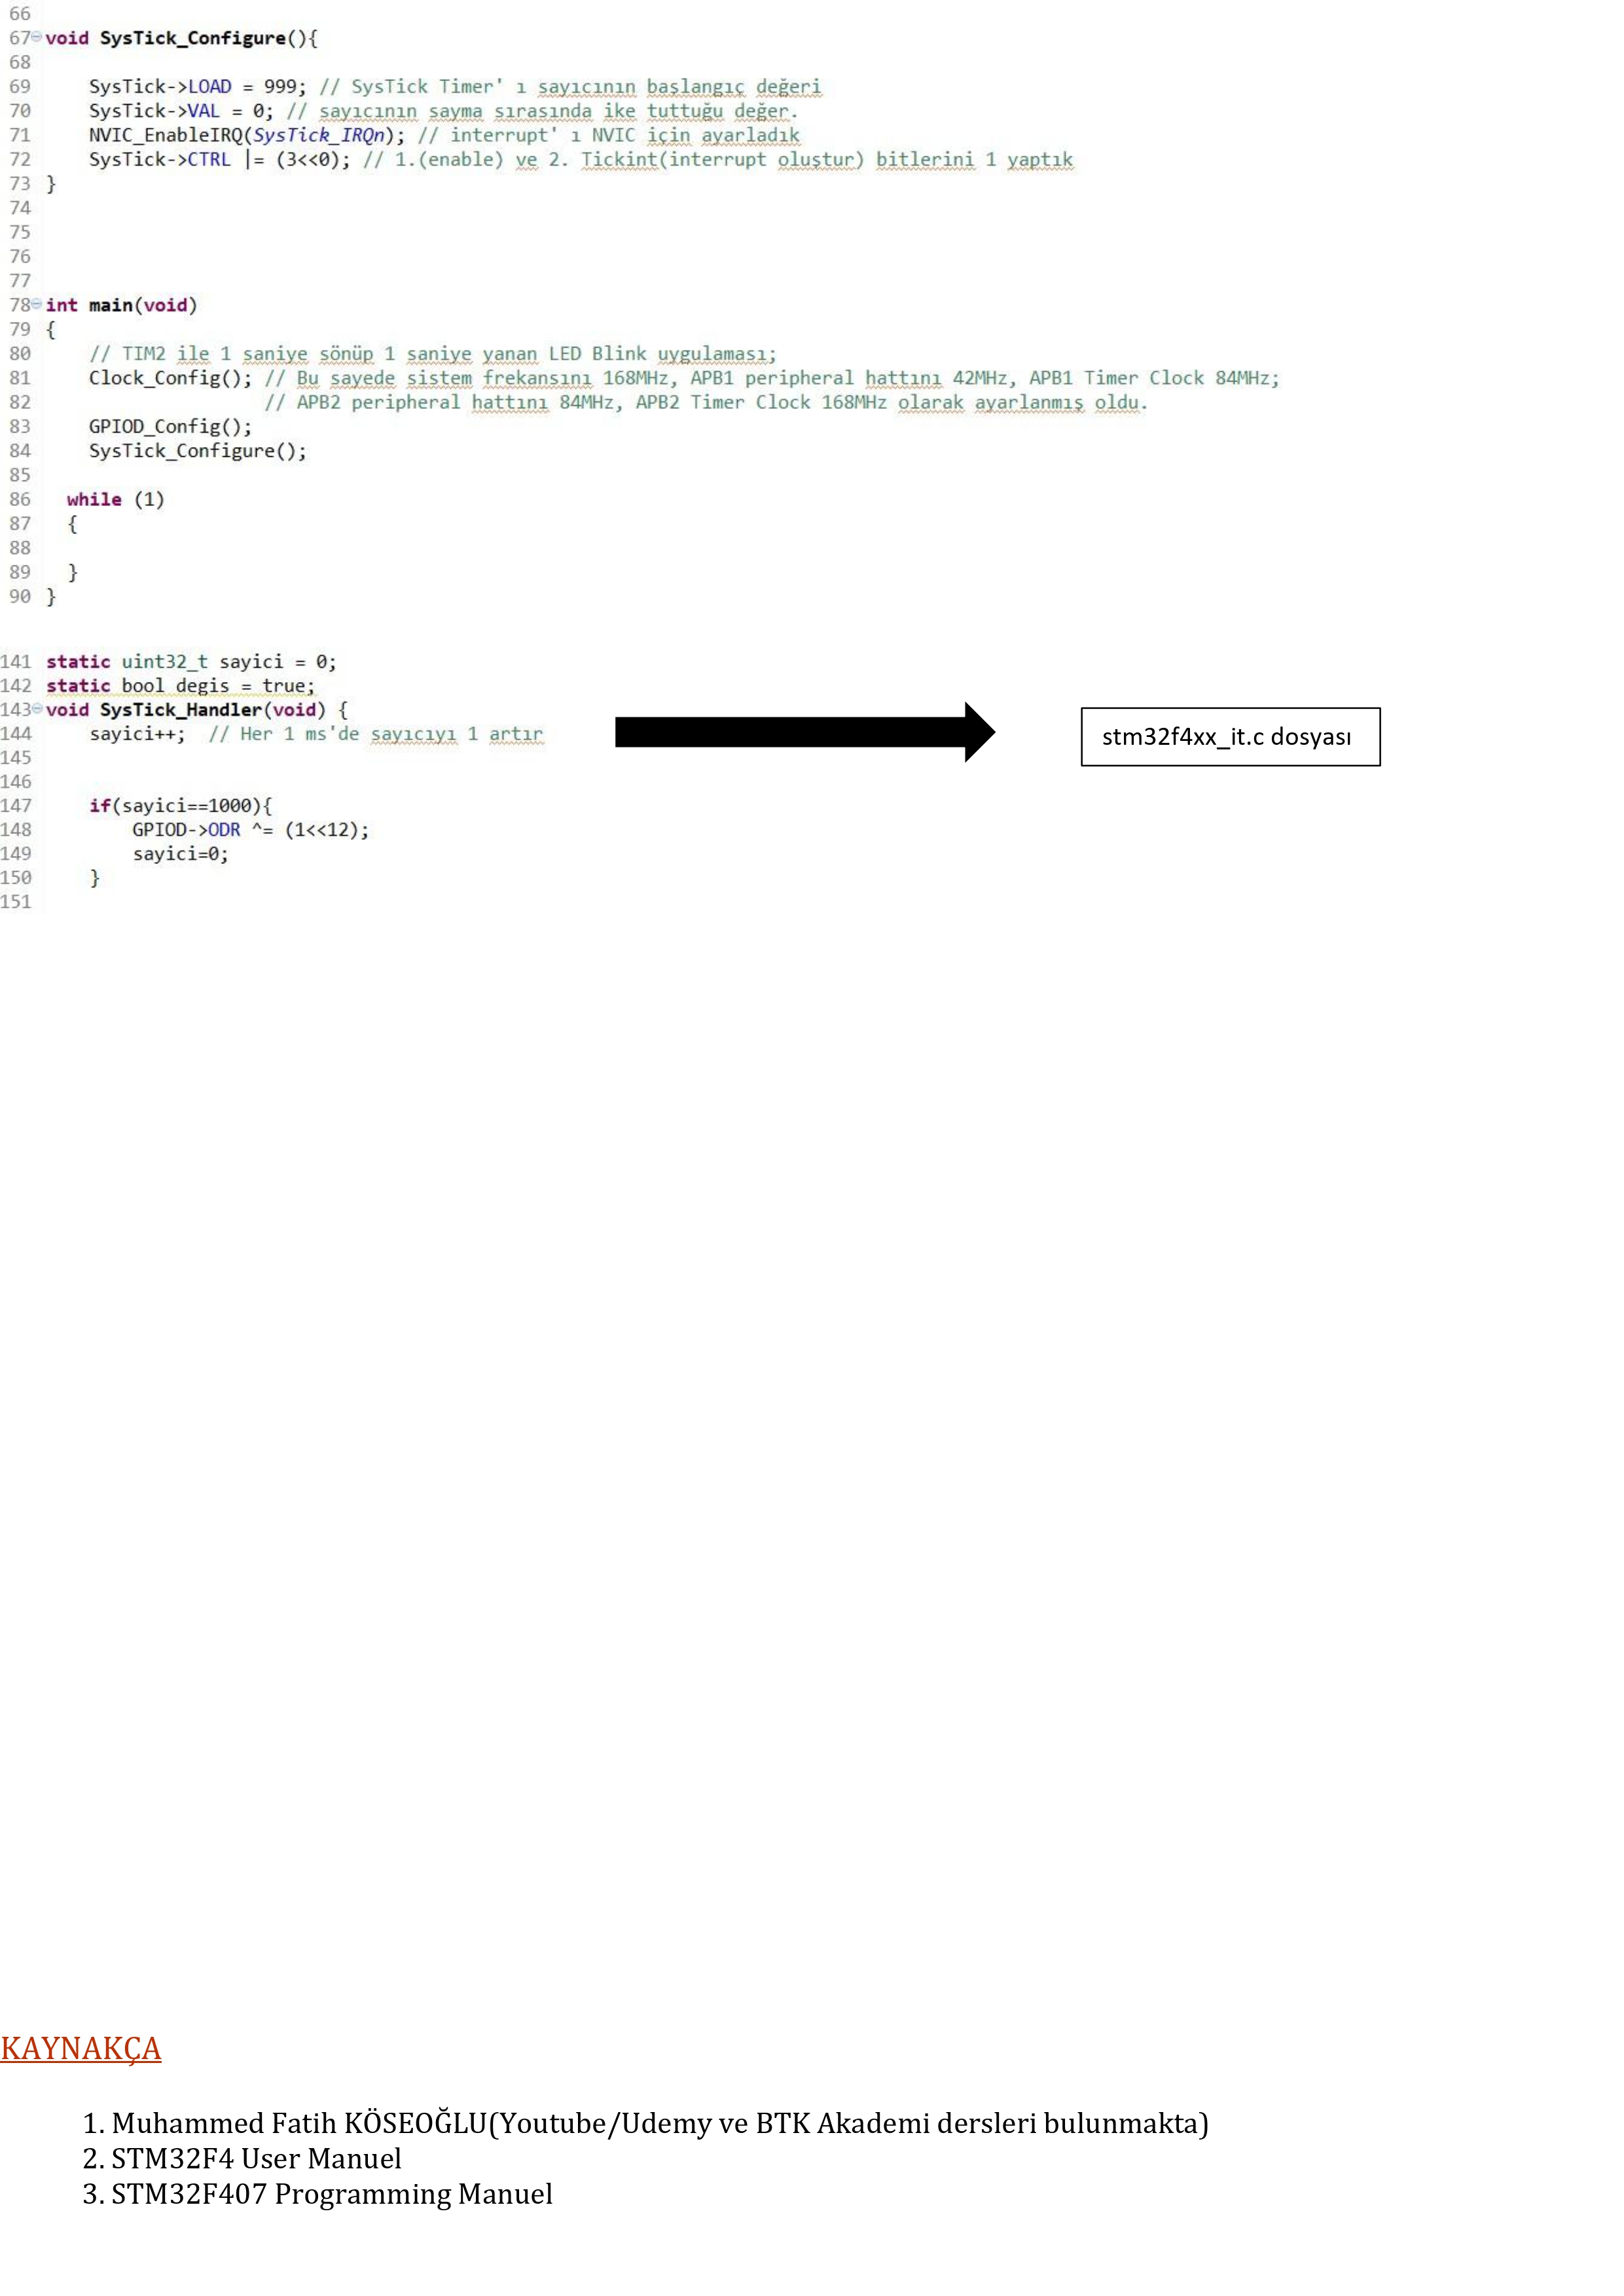 66
67 void SysTick_Configure(){
68
69 SysTick->LOAD = 999; // SysTick Timer' ı sayıcının başlangıç değeri
70 SysTick->VAL = 0; // sayıcının sayma sırasında ike tuttuğu değer.
71 NVIC_EnableIRQ(SysTick_IRQn); // interrupt' ı NVIC için ayarladık
72 SysTick->CTRL |= (3<<0); // 1.(enable) ve 2. Tickint(interrupt oluştur) bitlerini 1 yaptık
73 }
74
75
76
77
78 int main(void)
79 {
80 // TIM2 ile 1 saniye sönüp 1 saniye yanan LED Blink uygulaması;
81 Clock_Config(); // Bu sayede sistem frekansını 168MHz, APB1 peripheral hattını 42MHz, APB1 Timer Clock 84MHz;
82 // APB2 peripheral hattını 84MHz, APB2 Timer Clock 168MHz olarak ayarlanmış oldu.
83 GPIOD_Config();
84 SysTick_Configure();
85
86 while (1)
87 {
88
89 }
90 }
141 static uint32_t sayici = 0;
142 static bool degis = true;
143 void SysTick_Handler(void) {
144 sayici++; // Her 1 ms'de sayıcıyı 1 artır
stm32f4xx_it.c dosyası
145
146
147 if(sayici==1000){
148 GPIOD->ODR ^= (1<<12);
149 sayici=0;
150 }
151
KAYNAKÇA
1. Muhammed Fatih KÖSEOĞLU(Youtube/Udemy ve BTK Akademi dersleri bulunmakta)
2. STM32F4 User Manuel
3. STM32F407 Programming Manuel